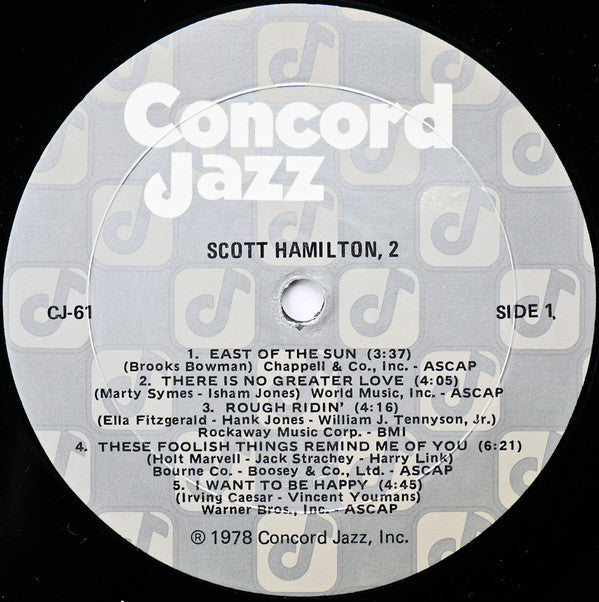 Concord
Jazz
SCOTT HAMILTON, 2
CJ-61
SIDE 1.
1. EAST OF THE SUN (3:37)
(Brooks Bowman) Chappell & Co., Inc. - ASCAP
2. THERE IS NO GREATER LOVE (4:05)
(Marty Symes - Isham Jones) World Music, Inc. - ASCAP
3. ROUGH RIDIN' (4:16)
(Ella Fitzgerald - Hank Jones - William J. Tennyson, Jr.)
Rockaway Music Corp. - BMI
4. THESE FOOLISH THINGS REMIND ME OF YOU (6:21)
(Holt Marvell - Jack Strachey - Harry Link)
Bourne Co. - Boosey & Co., Ltd. - ASCAP
5. I WANT TO BE HAPPY (4:45)
(Irving Caesar - Vincent Youmans)
Warner Bros., Inc. - ASCAP
℗ 1978 Concord Jazz, Inc.